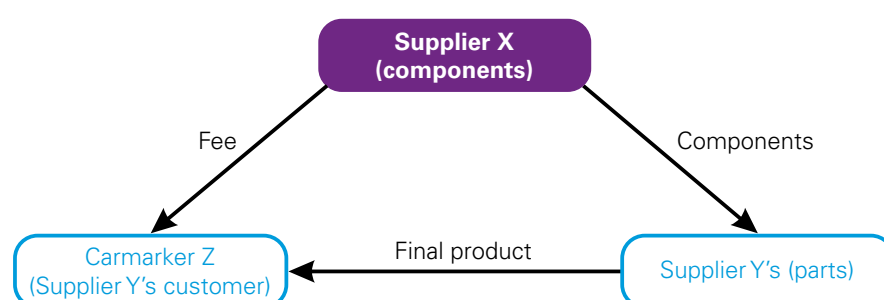 Supplier X
(components)
Fee
Components
Carmarker Z
(Supplier Y's customer)
Final product
Supplier Y's (parts)